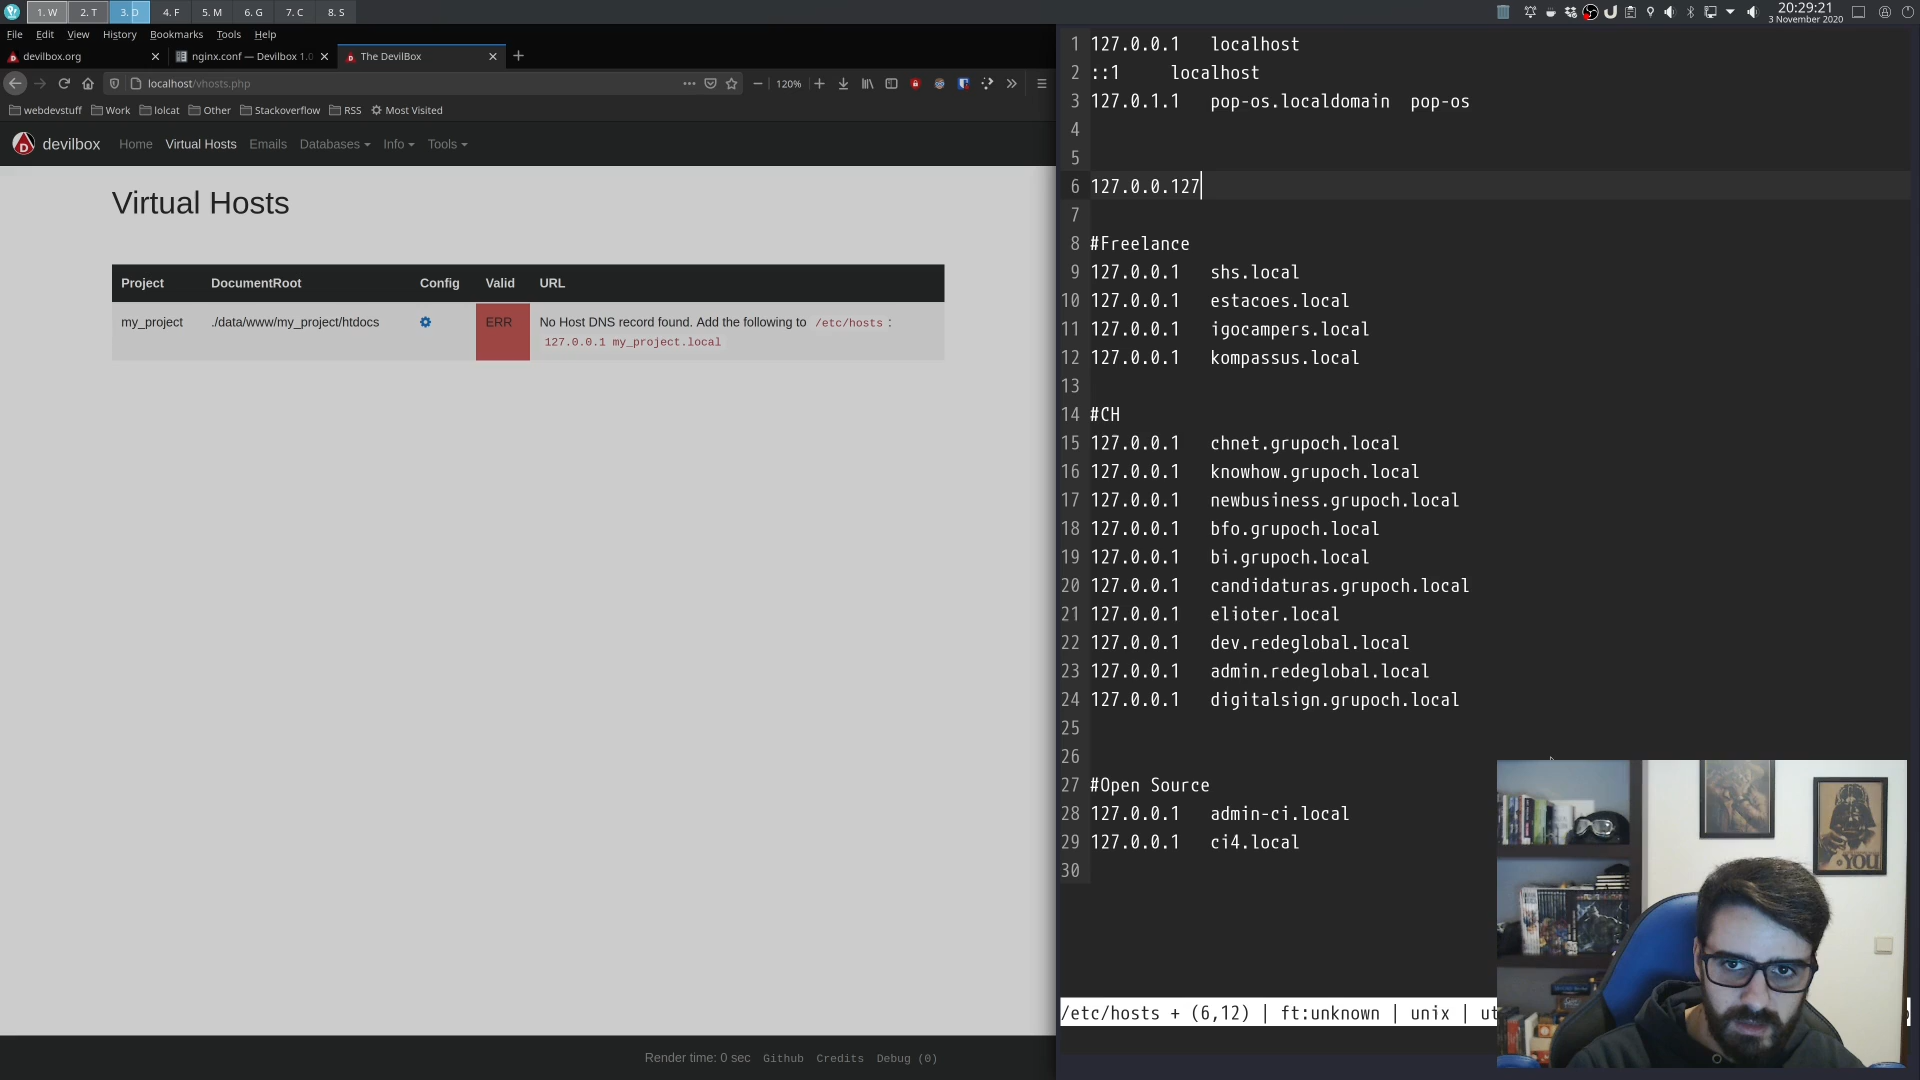 1. W
2. T
3. D
4. F
5. M
6. G
7. C
8. S
20:29:21
3 November 2020
File Edit View History Bookmarks Tools Help
devilbox.org
nginx.conf — Devilbox 1.0
The DevilBox
localhost/vhosts.php
120%
webdevstuff Work lolcat Other Stackoverflow RSS Most Visited
devilbox Home Virtual Hosts Emails Databases Info Tools
Virtual Hosts
Project DocumentRoot Config Valid URL
my_project ./data/www/my_project/htdocs ERR No Host DNS record found. Add the following to /etc/hosts :
127.0.0.1 my_project.local
Render time: 0 sec Github Credits Debug (0)
1 127.0.0.1 localhost
2 ::1 localhost
3 127.0.1.1 pop-os.localdomain pop-os
4
5
6 127.0.0.127
7
8 #Freelance
9 127.0.0.1 shs.local
10 127.0.0.1 estacoes.local
11 127.0.0.1 igocampers.local
12 127.0.0.1 kompassus.local
13
14 #CH
15 127.0.0.1 chnet.grupoch.local
16 127.0.0.1 knowhow.grupoch.local
17 127.0.0.1 newbusiness.grupoch.local
18 127.0.0.1 bfo.grupoch.local
19 127.0.0.1 bi.grupoch.local
20 127.0.0.1 candidaturas.grupoch.local
21 127.0.0.1 elioter.local
22 127.0.0.1 dev.redeglobal.local
23 127.0.0.1 admin.redeglobal.local
24 127.0.0.1 digitalsign.grupoch.local
25
26
27 #Open Source
28 127.0.0.1 admin-ci.local
29 127.0.0.1 ci4.local
30
/etc/hosts + (6,12) | ft:unknown | unix | ut
YOU